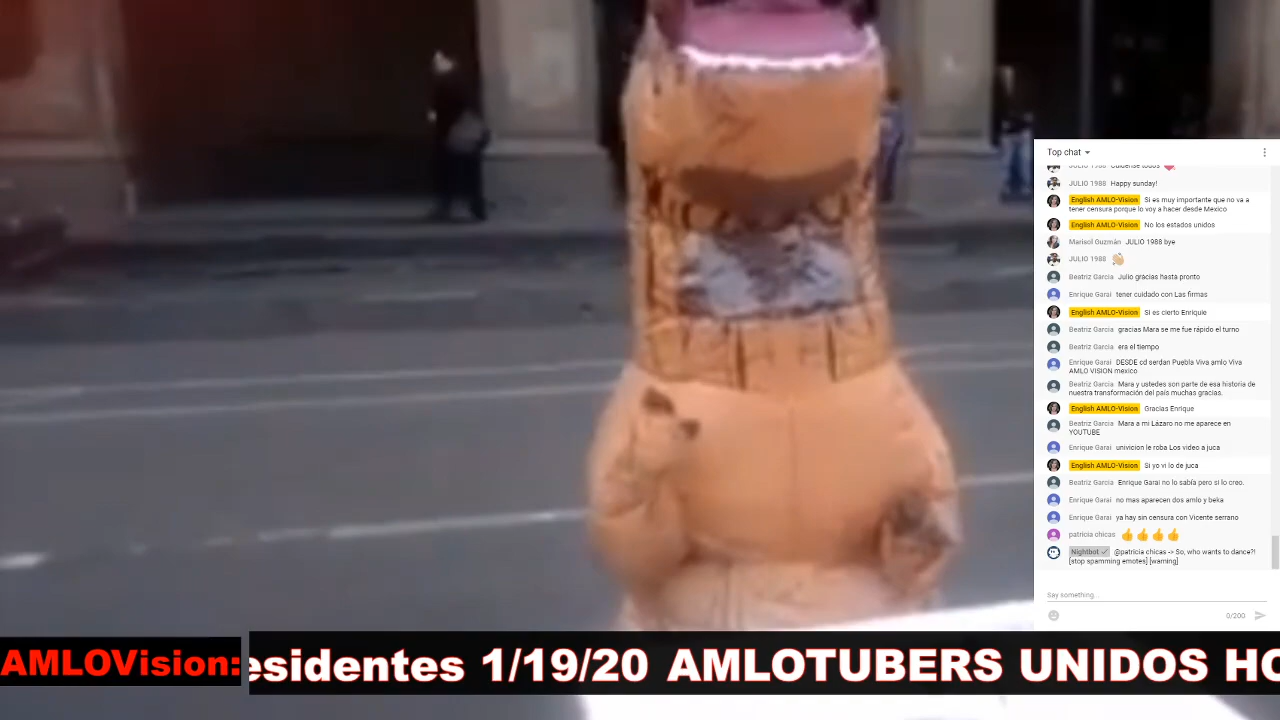 Top chat
JULIO 1988 Cuidense todos
JULIO 1988 Happy sunday!
English AMLO-Vision Si es muy importante que no va a
tener censura porque lo voy a hacer desde Mexico
English AMLO-Vision No los estados unidos
Marisol Guzmán JULIO 1988 bye
JULIO 1988
Beatriz Garcia Julio gracias hasta pronto
Enrique Garai tener cuidado con Las firmas
English AMLO-Vision Si es cierto Enriquie
Beatriz Garcia gracias Mara se me fue rápido el turno
Beatriz Garcia era el tiempo
Enrique Garai DESDE cd serdan Puebla Viva amlo Viva
AMLO VISION mexico
Beatriz Garcia Mara y ustedes son parte de esa historia de
nuestra transformación del país muchas gracias.
English AMLO-Vision Gracias Enrique
Beatriz Garcia Mara a mi Lázaro no me aparece en
YOUTUBE
Enrique Garai univicion le roba Los video a juca
English AMLO-Vision Si yo vi lo de juca
Beatriz Garcia Enrique Garai no lo sabía pero si lo creo.
Enrique Garai no mas aparecen dos amlo y beka
Enrique Garai ya hay sin censura con Vicente serrano
patricia chicas 👍👍👍👍
Nightbot ✓ @patricia chicas -> So, who wants to dance?!
[stop spamming emotes] [warning]
Say something...
0/200
AMLOVision: esidentes 1/19/20 AMLOTUBERS UNIDOS HO